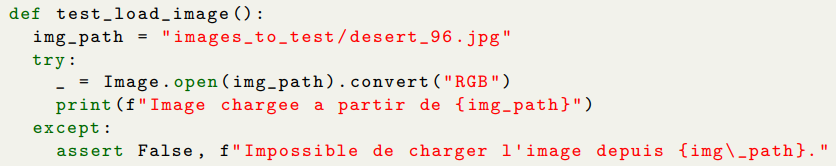 def test_load_image():
  img_path = "images_to_test/desert_96.jpg"
  try:
    _ = Image.open(img_path).convert("RGB")
    print(f"Image chargee a partir de {img_path}")
  except:
    assert False, f"Impossible de charger l'image depuis {img\_path}."